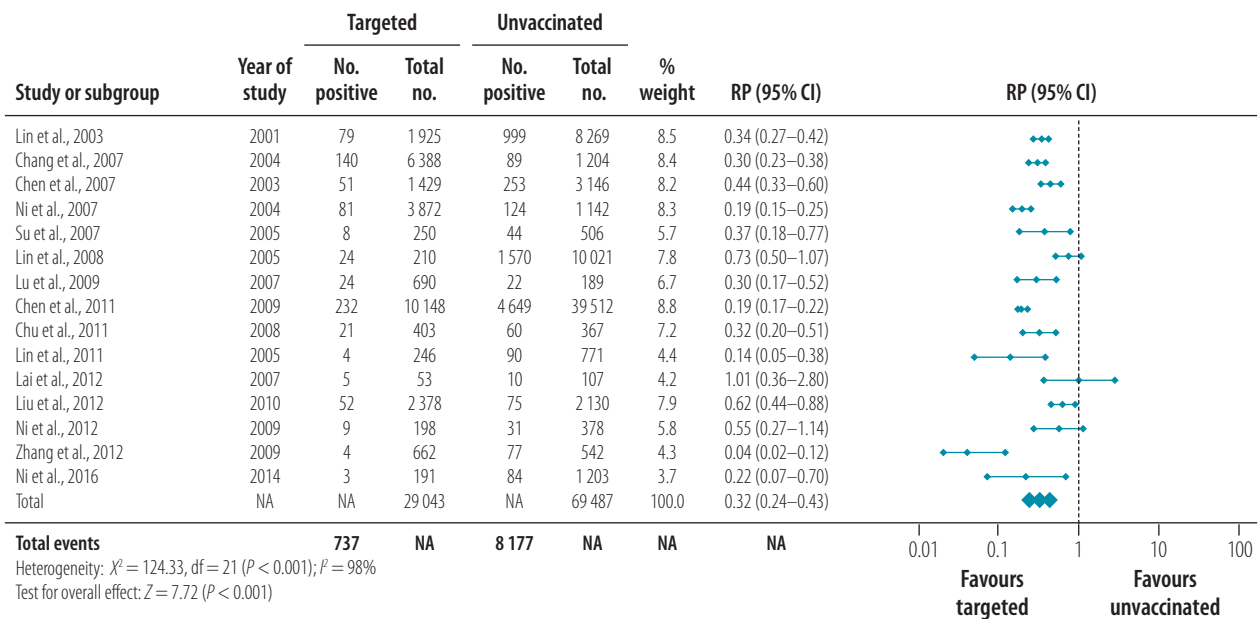 Targeted Unvaccinated
Study or subgroup Year of study No. positive Total no. No. positive Total no. % weight RP (95% CI) RP (95% CI)
Lin et al., 2003 2001 79 1 925 999 8 269 8.5 0.34 (0.27–0.42)
Chang et al., 2007 2004 140 6 388 89 1 204 8.4 0.30 (0.23–0.38)
Chen et al., 2007 2003 51 1 429 253 3 146 8.2 0.44 (0.33–0.60)
Ni et al., 2007 2004 81 3 872 124 1 142 8.3 0.19 (0.15–0.25)
Su et al., 2007 2005 8 250 44 506 5.7 0.37 (0.18–0.77)
Lin et al., 2008 2005 24 210 1 570 10 021 7.8 0.73 (0.50–1.07)
Lu et al., 2009 2007 24 690 22 189 6.7 0.30 (0.17–0.52)
Chen et al., 2011 2009 232 10 148 4 649 39 512 8.8 0.19 (0.17–0.22)
Chu et al., 2011 2008 21 403 60 367 7.2 0.32 (0.20–0.51)
Lin et al., 2011 2005 4 246 90 771 4.4 0.14 (0.05–0.38)
Lai et al., 2012 2007 5 53 10 107 4.2 1.01 (0.36–2.80)
Liu et al., 2012 2010 52 2 378 75 2 130 7.9 0.62 (0.44–0.88)
Ni et al., 2012 2009 9 198 31 378 5.8 0.55 (0.27–1.14)
Zhang et al., 2012 2009 4 662 77 542 4.3 0.04 (0.02–0.12)
Ni et al., 2016 2014 3 191 84 1 203 3.7 0.22 (0.07–0.70)
Total NA NA 29 043 NA 69 487 100.0 0.32 (0.24–0.43)
Total events 737 NA 8 177 NA NA NA
Heterogeneity: X² = 124.33, df = 21 (P < 0.001); I² = 98%
Test for overall effect: Z = 7.72 (P < 0.001)
0.01 0.1 1 10 100
Favours targeted Favours unvaccinated